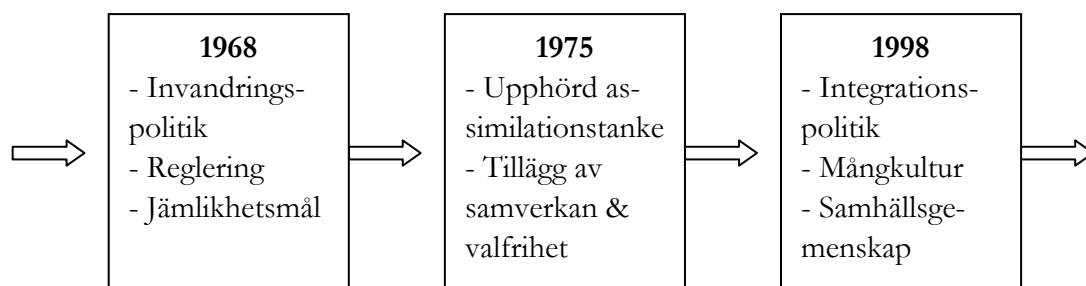 1968
- Invandrings-
politik
- Reglering
- Jämlikhetsmål
1975
- Upphörd as-
similationstanke
- Tillägg av
samverkan &
valfrihet
1998
- Integrations-
politik
- Mångkultur
- Samhällsge-
menskap